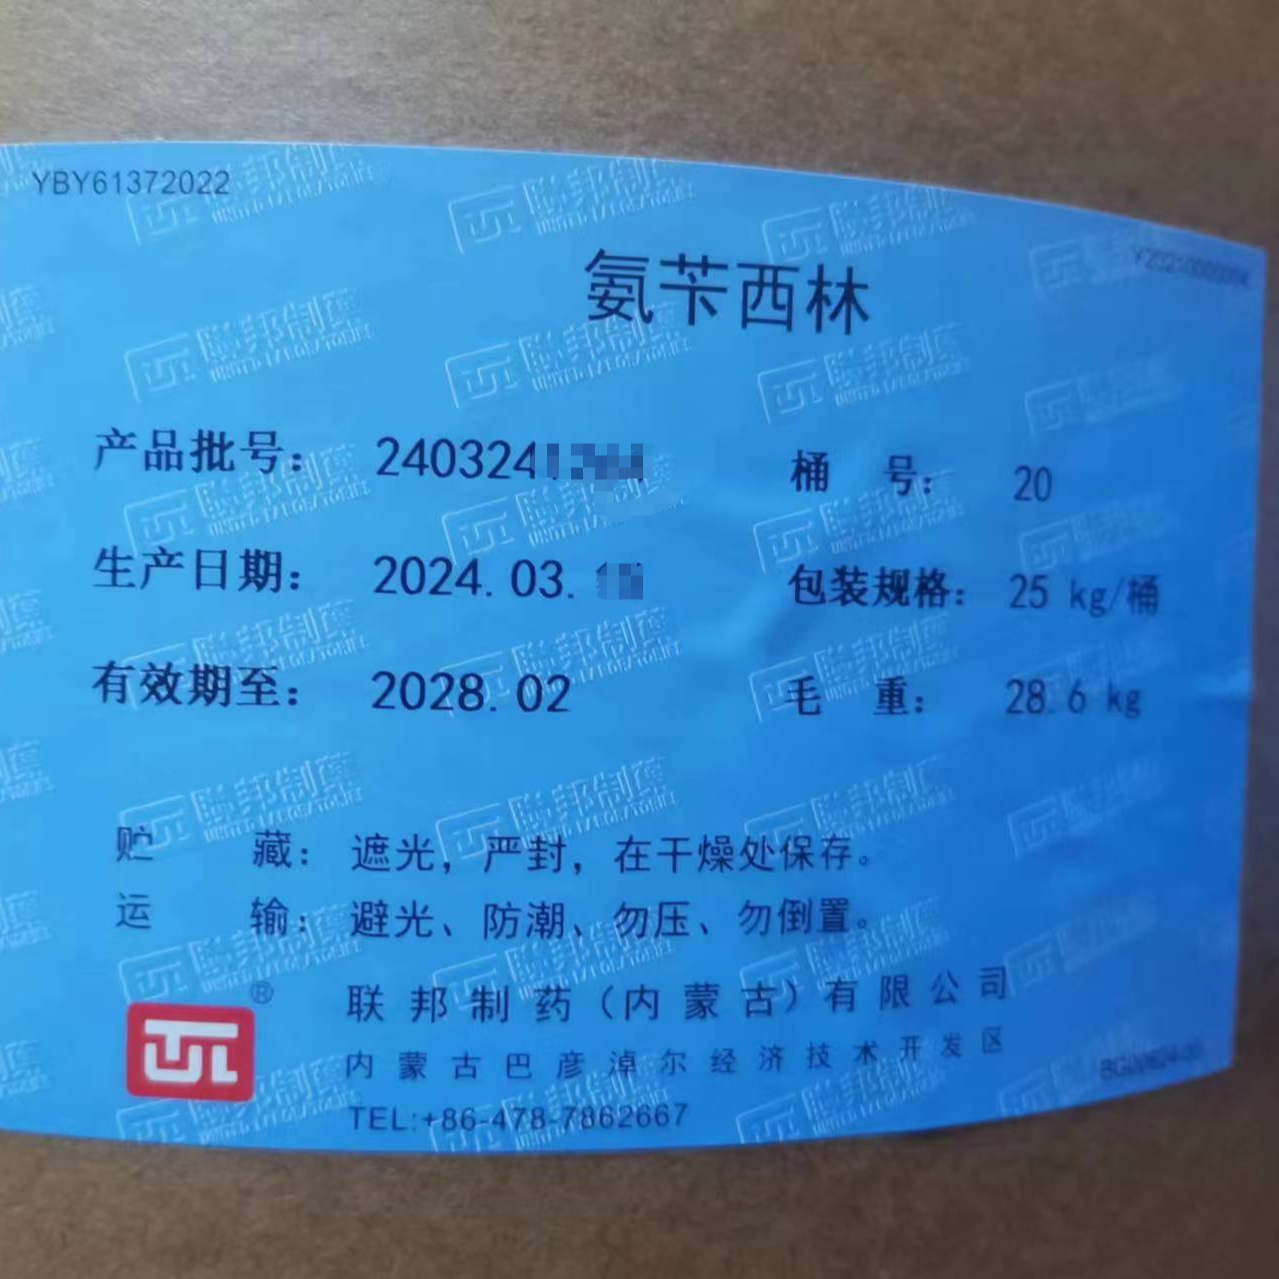 YBY61372022
氨苄西林
产品批号： 240324
桶 号： 20
生产日期： 2024.03.
包装规格： 25 kg/桶
有效期至： 2028.02
毛 重： 28.6 kg
贮 藏： 遮光，严封，在干燥处保存。
运 输： 避光、防潮、勿压、勿倒置。
®
联邦制药（内蒙古）有限公司
内蒙古巴彦淖尔经济技术开发区
TEL:+86-478-7862667